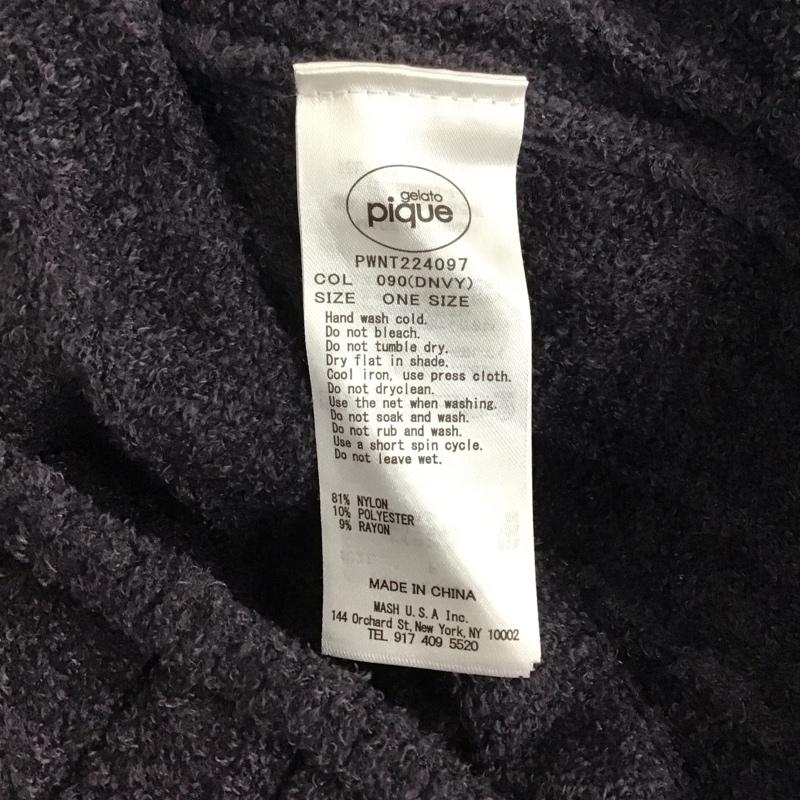 gelato
pique
PWNT224097
COL 090(DNVY)
SIZE ONE SIZE
Hand wash cold.
Do not bleach.
Do not tumble dry.
Dry flat in shade.
Cool iron, use press cloth.
Do not dryclean.
Use the net when washing.
Do not soak and wash.
Do not rub and wash.
Use a short spin cycle.
Do not leave wet.
81% NYLON
10% POLYESTER
9% RAYON
MADE IN CHINA
MASH U.S.A Inc.
144 Orchard St, New York, NY 10002
TEL 917 409 5520